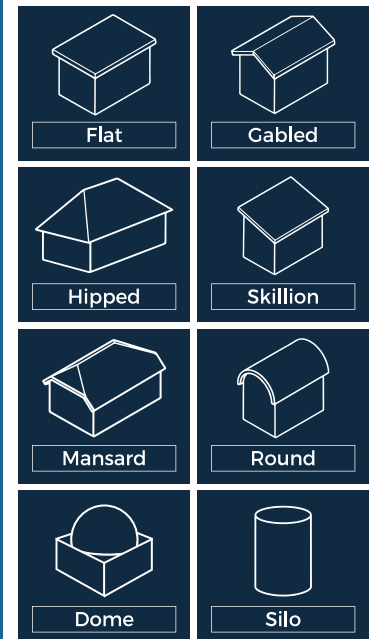 Flat
Gabled
Hipped
Skillion
Mansard
Round
Dome
Silo